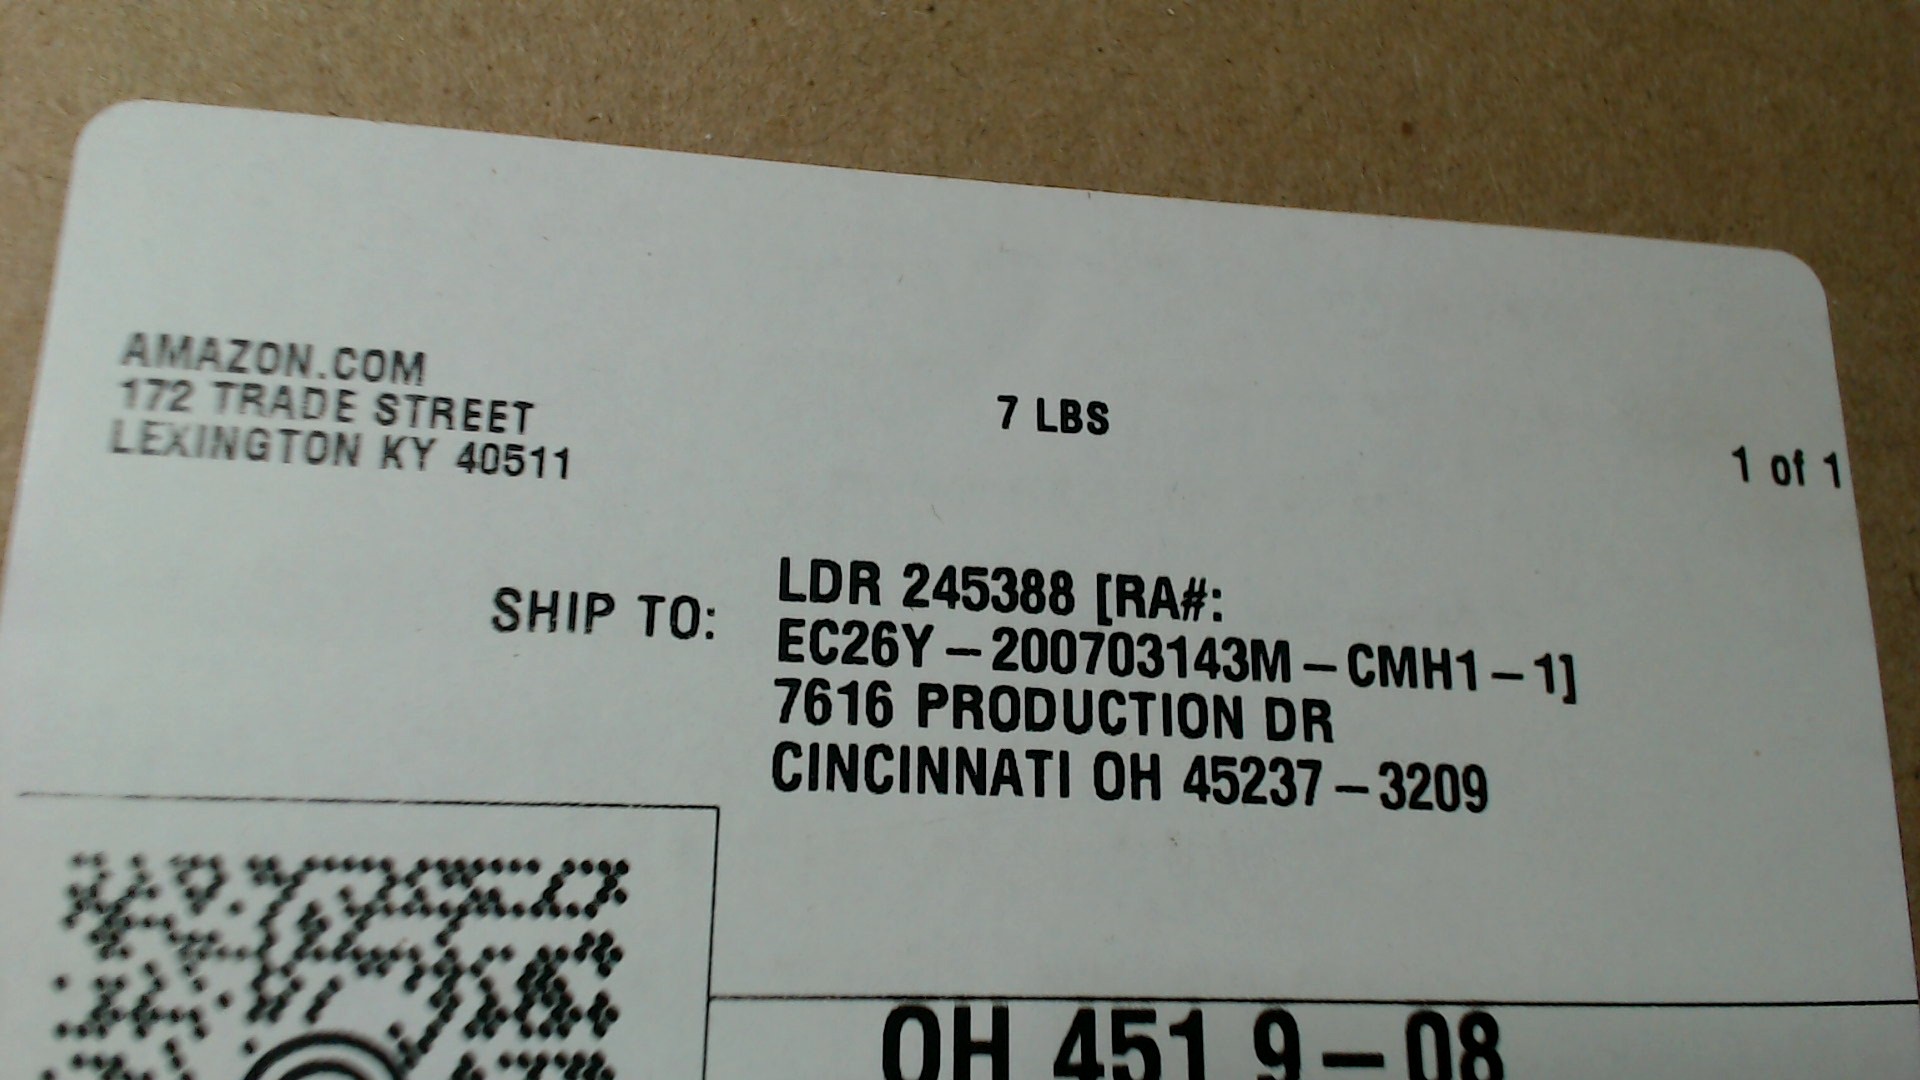 AMAZON.COM
172 TRADE STREET
LEXINGTON KY 40511
7 LBS
1 of 1
SHIP TO:
LDR 245388 [RA#:
EC26Y-200703143M-CMH1-1]
7616 PRODUCTION DR
CINCINNATI OH 45237-3209
OH 451 9-08